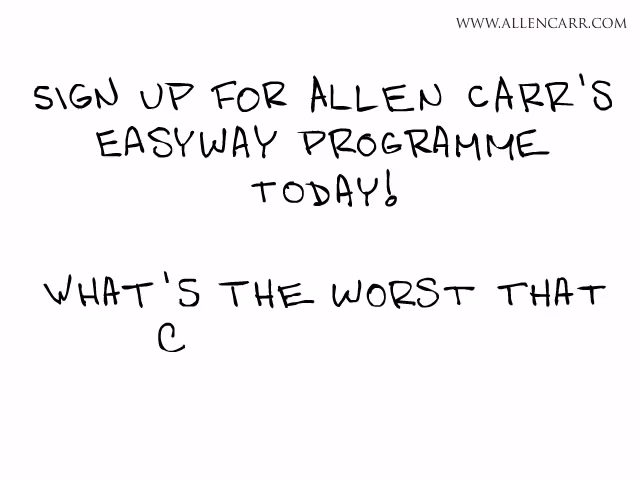 WWW.ALLENCARR.COM
SIGN UP FOR ALLEN CARR'S
EASYWAY PROGRAMME
TODAY!
WHAT'S THE WORST THAT
C